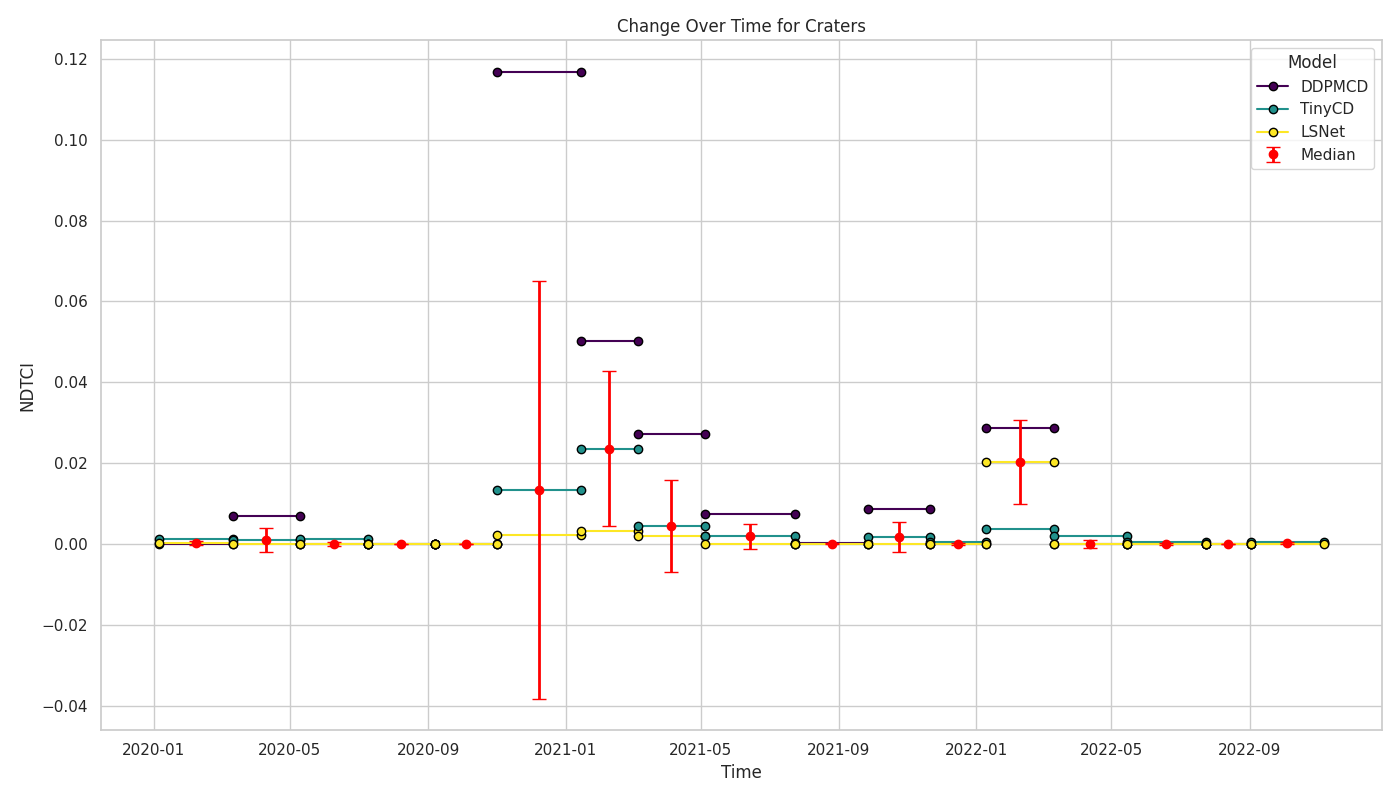 Change Over Time for Craters
Model
DDPMCD
TinyCD
LSNet
Median
NDTCI
0.12
0.10
0.08
0.06
0.04
0.02
0.00
−0.02
−0.04
2020-01 2020-05 2020-09 2021-01 2021-05 2021-09 2022-01 2022-05 2022-09
Time